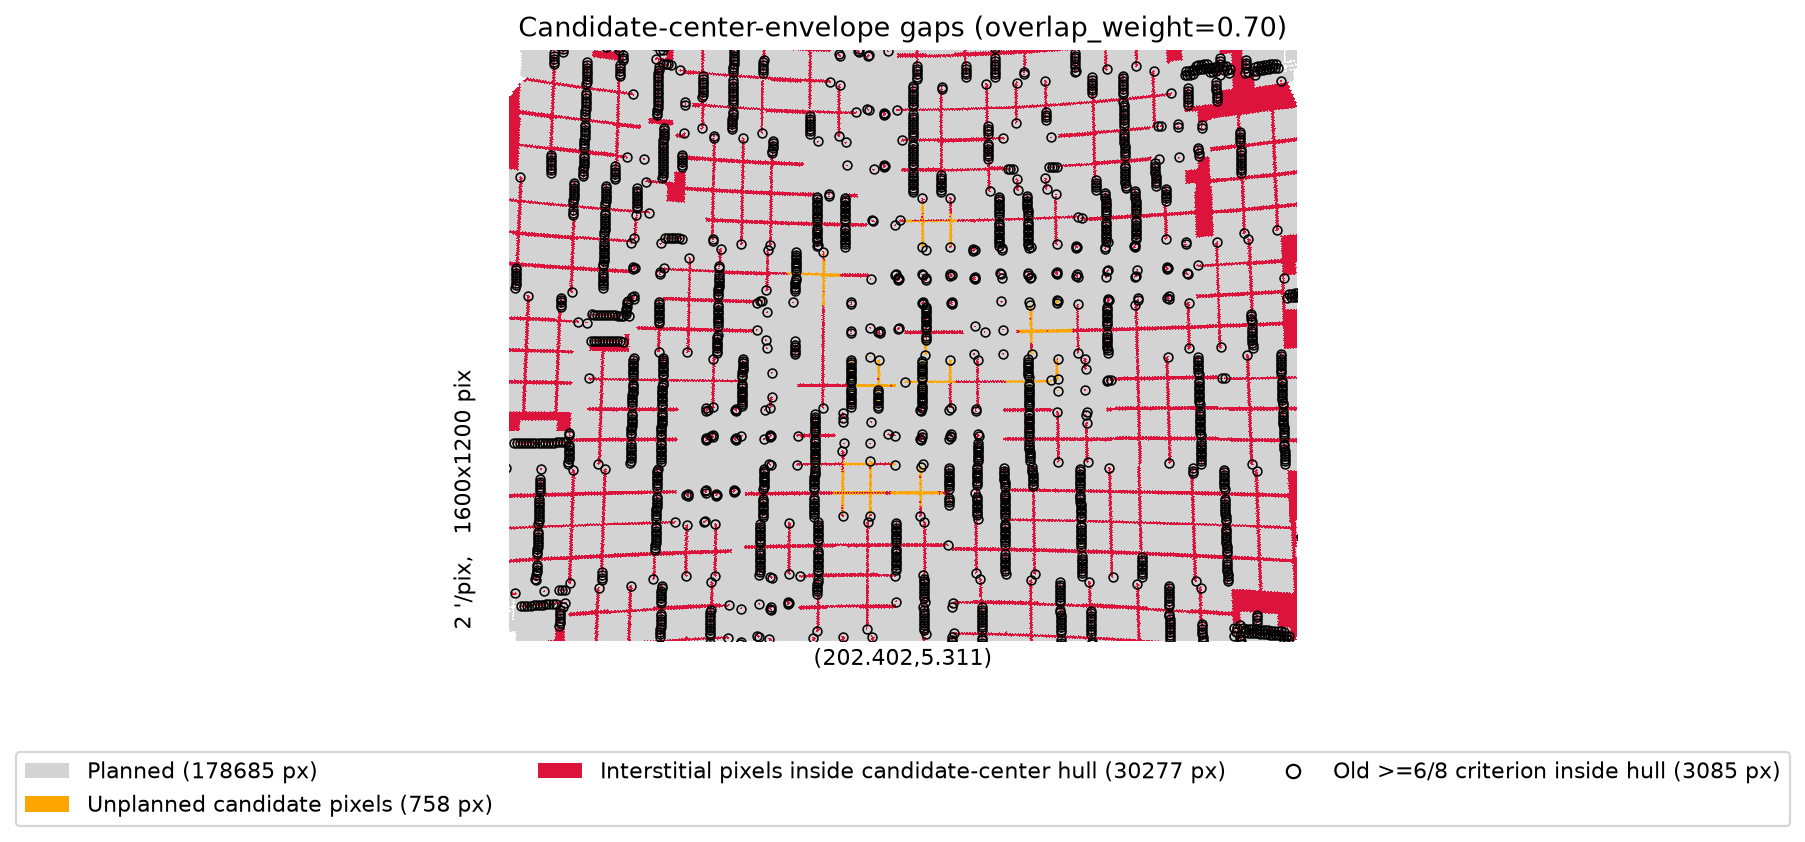 Candidate-center-envelope gaps (overlap_weight=0.70)
2 '/pix,   1600x1200 pix
(202.402,5.311)
Planned (178685 px)
Unplanned candidate pixels (758 px)
Interstitial pixels inside candidate-center hull (30277 px)
Old >=6/8 criterion inside hull (3085 px)